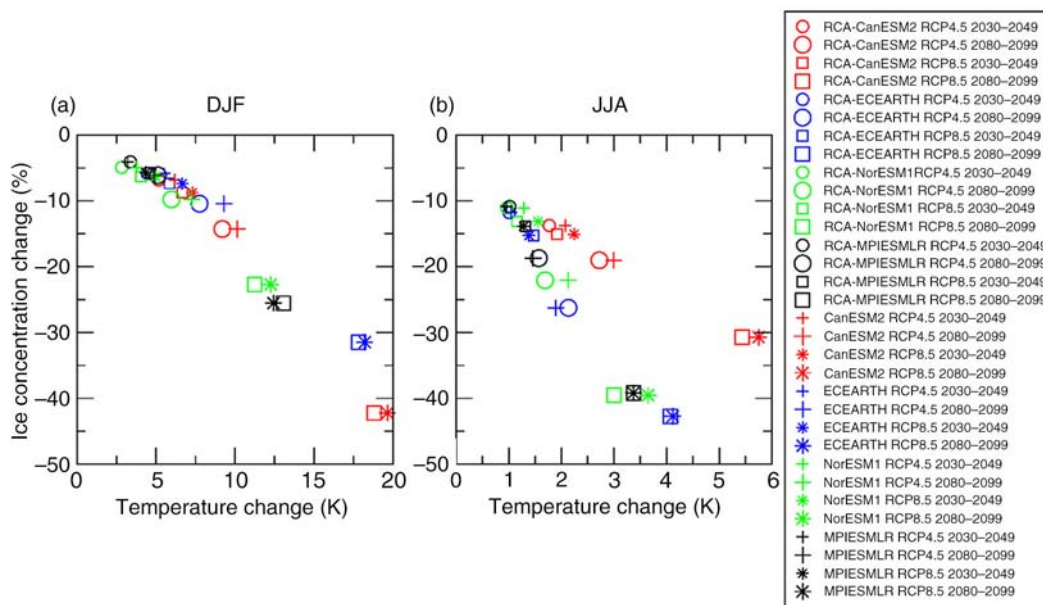 (a)
DJF
0
−10
−20
−30
−40
−50
0
5
10
15
20
Ice concentration change (%)
Temperature change (K)
(b)
JJA
0
−10
−20
−30
−40
−50
0
1
2
3
4
5
6
Temperature change (K)
RCA-CanESM2 RCP4.5 2030–2049
RCA-CanESM2 RCP4.5 2080–2099
RCA-CanESM2 RCP8.5 2030–2049
RCA-CanESM2 RCP8.5 2080–2099
RCA-ECEARTH RCP4.5 2030–2049
RCA-ECEARTH RCP4.5 2080–2099
RCA-ECEARTH RCP8.5 2030–2049
RCA-ECEARTH RCP8.5 2080–2099
RCA-NorESM1RCP4.5 2030–2049
RCA-NorESM1 RCP4.5 2080–2099
RCA-NorESM1 RCP8.5 2030–2049
RCA-NorESM1 RCP8.5 2080–2099
RCA-MPIESMLR RCP4.5 2030–2049
RCA-MPIESMLR RCP4.5 2080–2099
RCA-MPIESMLR RCP8.5 2030–2049
RCA-MPIESMLR RCP8.5 2080–2099
CanESM2 RCP4.5 2030–2049
CanESM2 RCP4.5 2080–2099
CanESM2 RCP8.5 2030–2049
CanESM2 RCP8.5 2080–2099
ECEARTH RCP4.5 2030–2049
ECEARTH RCP4.5 2080–2099
ECEARTH RCP8.5 2030–2049
ECEARTH RCP8.5 2080–2099
NorESM1 RCP4.5 2030–2049
NorESM1 RCP4.5 2080–2099
NorESM1 RCP8.5 2030–2049
NorESM1 RCP8.5 2080–2099
MPIESMLR RCP4.5 2030–2049
MPIESMLR RCP4.5 2080–2099
MPIESMLR RCP8.5 2030–2049
MPIESMLR RCP8.5 2080–2099